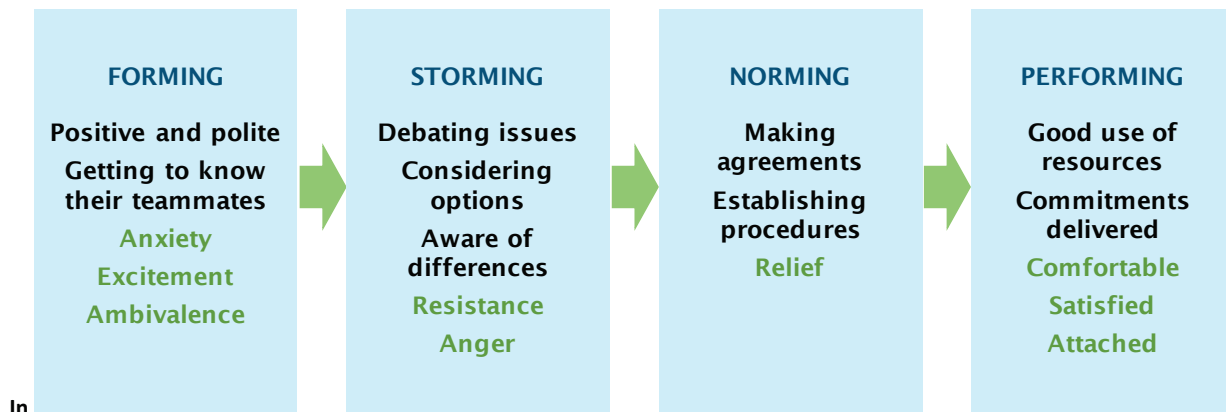 FORMING
Positive and polite
Getting to know
their teammates
Anxiety
Excitement
Ambivalence
STORMING
Debating issues
Considering
options
Aware of
differences
Resistance
Anger
NORMING
Making
agreements
Establishing
procedures
Relief
PERFORMING
Good use of
resources
Commitments
delivered
Comfortable
Satisfied
Attached
In